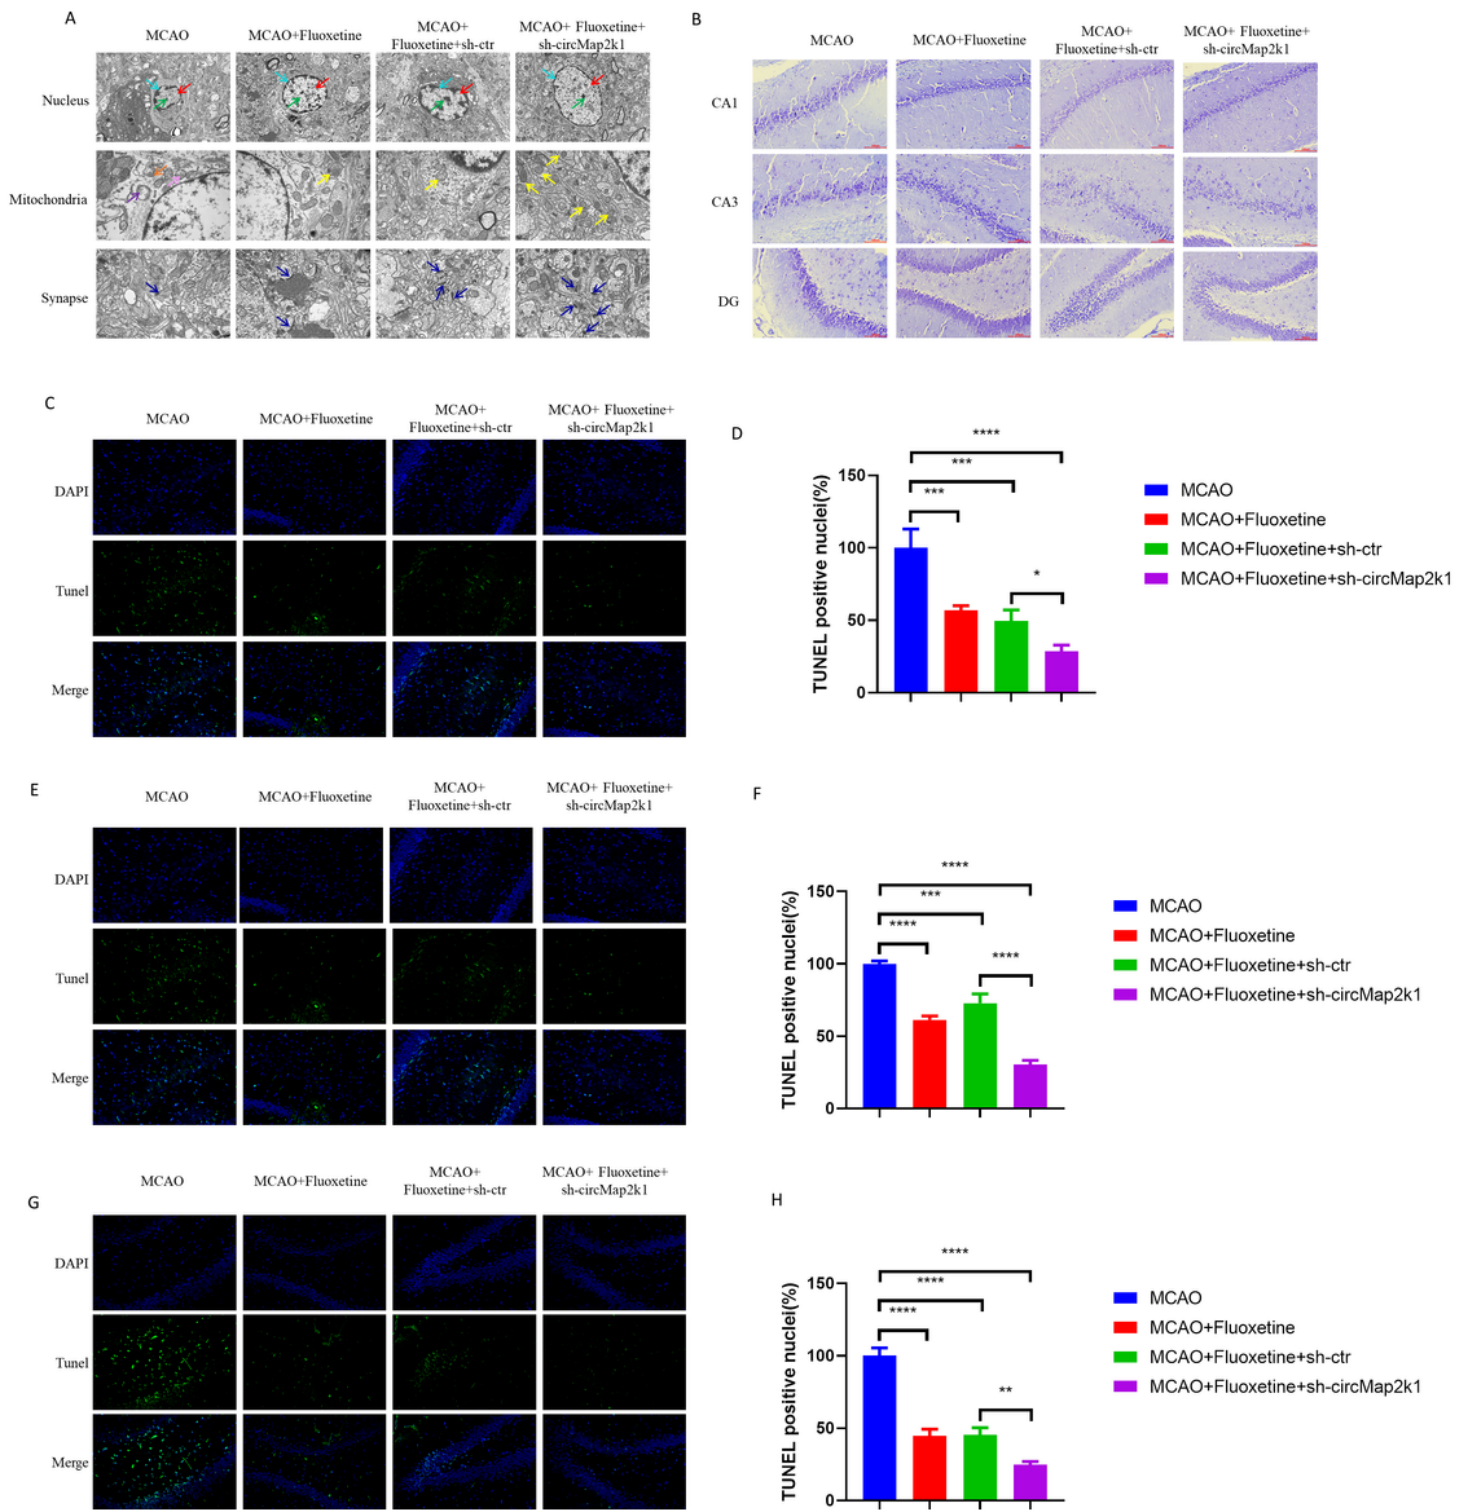 A
MCAO
MCAO+Fluoxetine
MCAO+
Fluoxetine+sh-ctr
MCAO+ Fluoxetine+
sh-circMap2k1
Nucleus
Mitochondria
Synapse
B
MCAO
MCAO+Fluoxetine
MCAO+
Fluoxetine+sh-ctr
MCAO+ Fluoxetine+
sh-circMap2k1
CA1
CA3
DG
C
MCAO
MCAO+Fluoxetine
MCAO+
Fluoxetine+sh-ctr
MCAO+ Fluoxetine+
sh-circMap2k1
DAPI
Tunel
Merge
D
TUNEL positive nuclei(%)
150
100
50
0
****
***
***
*
MCAO
MCAO+Fluoxetine
MCAO+Fluoxetine+sh-ctr
MCAO+Fluoxetine+sh-circMap2k1
E
MCAO
MCAO+Fluoxetine
MCAO+
Fluoxetine+sh-ctr
MCAO+ Fluoxetine+
sh-circMap2k1
DAPI
Tunel
Merge
F
TUNEL positive nuclei(%)
150
100
50
0
****
***
****
****
MCAO
MCAO+Fluoxetine
MCAO+Fluoxetine+sh-ctr
MCAO+Fluoxetine+sh-circMap2k1
G
MCAO
MCAO+Fluoxetine
MCAO+
Fluoxetine+sh-ctr
MCAO+ Fluoxetine+
sh-circMap2k1
DAPI
Tunel
Merge
H
TUNEL positive nuclei(%)
150
100
50
0
****
****
****
**
MCAO
MCAO+Fluoxetine
MCAO+Fluoxetine+sh-ctr
MCAO+Fluoxetine+sh-circMap2k1